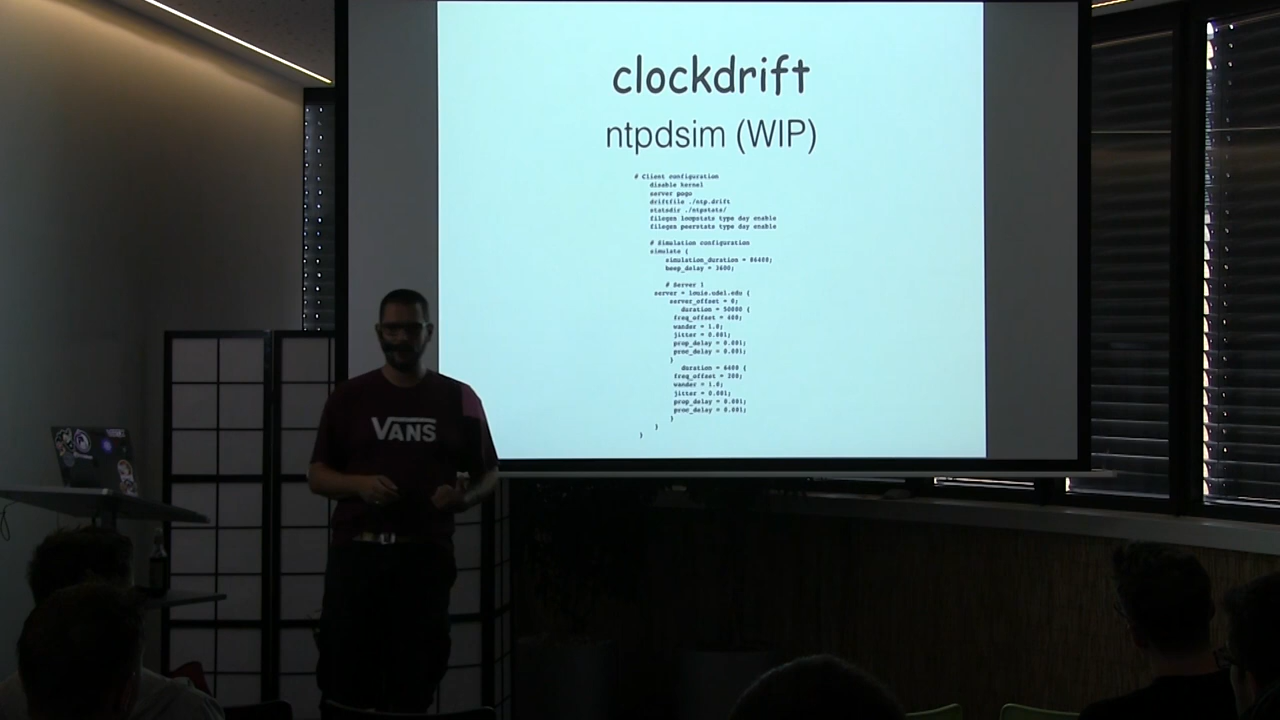 clockdrift
ntpdsim (WIP)
# Client configuration
disable kernel
server pogo
driftfile ./ntp.drift
statsdir ./ntpstats/
filegen loopstats type day enable
filegen peerstats type day enable
# Simulation configuration
simulate {
simulation_duration = 86400;
beep_delay = 3600;
# Server 1
server = louie.udel.edu {
server_offset = 0;
duration = 50000 {
freq_offset = 400;
wander = 1.0;
jitter = 0.001;
prop_delay = 0.001;
proc_delay = 0.001;
}
duration = 6400 {
freq_offset = 200;
wander = 1.0;
jitter = 0.001;
prop_delay = 0.001;
proc_delay = 0.001;
}
}
}
VANS